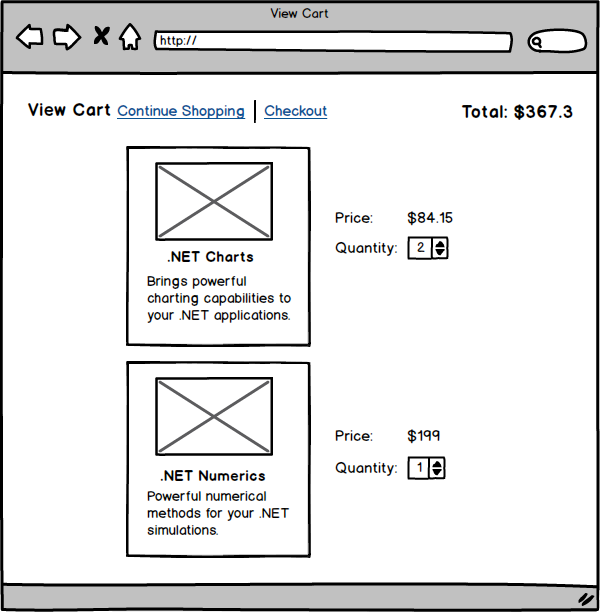 View Cart
http://
View Cart Continue Shopping Checkout Total: $367.3
.NET Charts
Brings powerful
charting capabilities to
your .NET applications.
Price: $84.15
Quantity: 2
.NET Numerics
Powerful numerical
methods for your .NET
simulations.
Price: $199
Quantity: 1